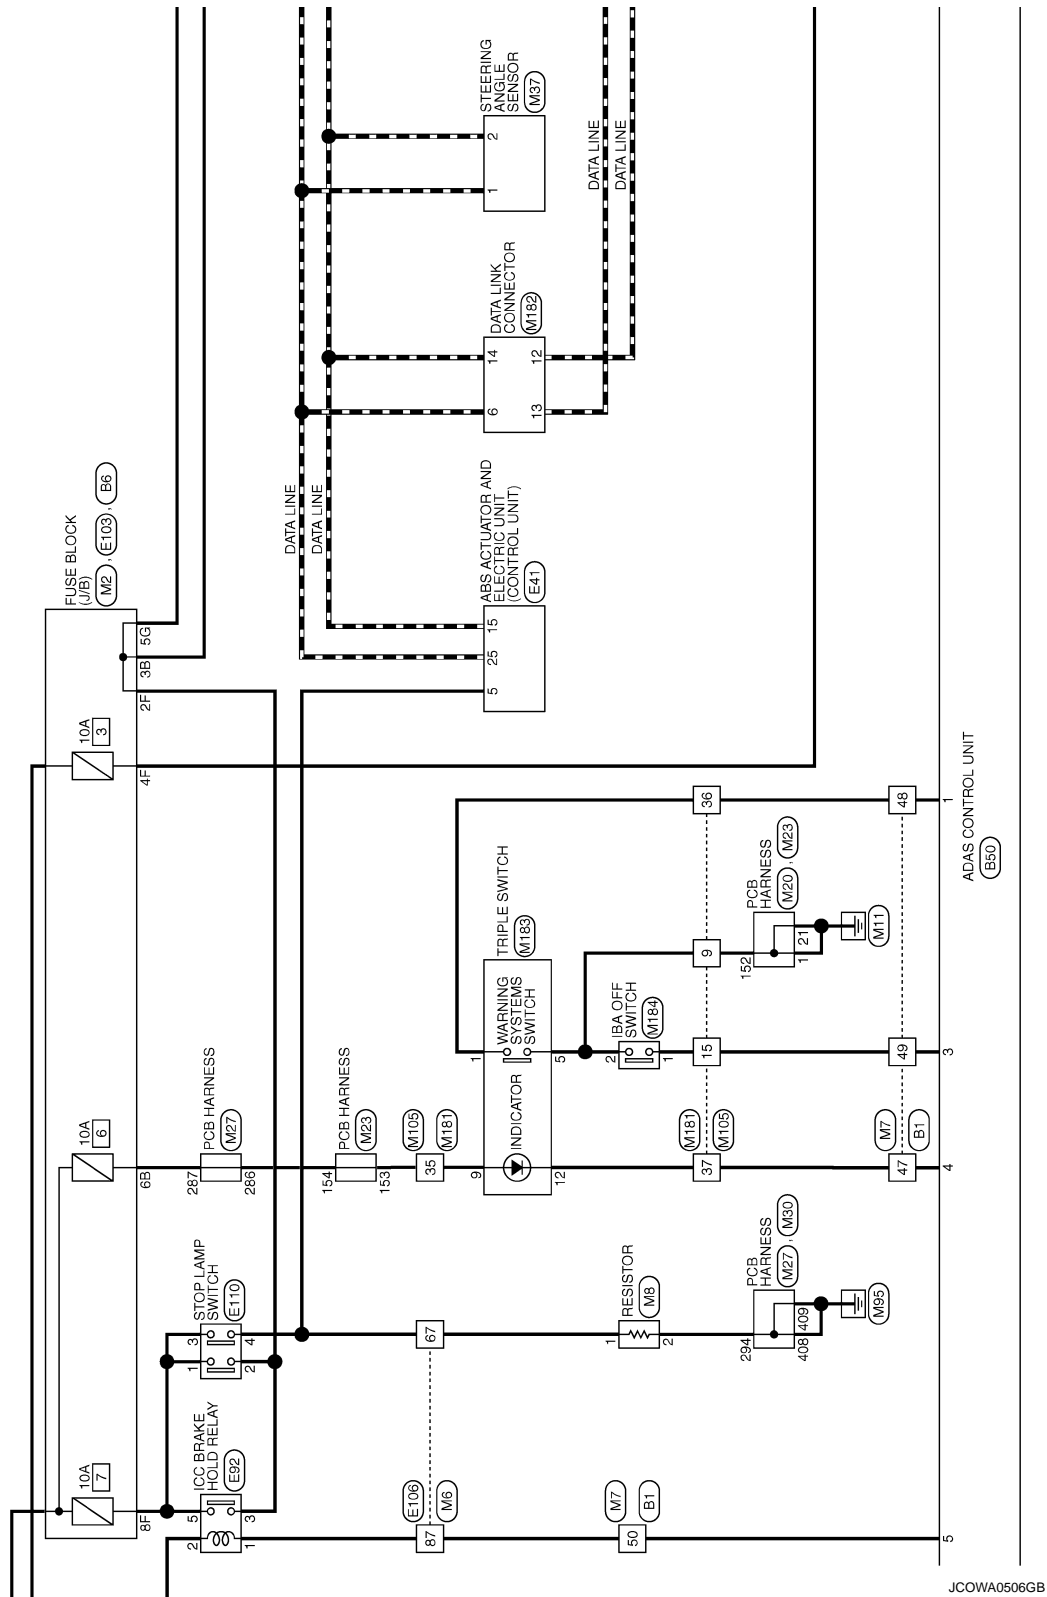 STEERING
ANGLE
SENSOR
M37
2
1
DATA LINE
DATA LINE
DATA LINK
CONNECTOR
M182
14
12
6
13
FUSE BLOCK
(J/B)
M2 , E103 , B6
DATA LINE
DATA LINE
ABS ACTUATOR AND
ELECTRIC UNIT
(CONTROL UNIT)
E41
15
25
5
5G
3B
2F
10A
3
4F
36
48
1
ADAS CONTROL UNIT
B50
TRIPLE SWITCH
M183
WARNING
SYSTEMS
SWITCH
1
5
9
PCB
HARNESS
M20 , M23
152
21
1
M11
IBA OFF
SWITCH
M184
2
1
15
49
3
10A
6
6B
PCB HARNESS
M27
287
286
PCB HARNESS
M23
154
153
M105
M181
35
INDICATOR
9
12
M181
M105
37
M7
B1
47
4
STOP LAMP
SWITCH
E110
3
4
1
2
67
RESISTOR
M8
1
2
PCB
HARNESS
M27 , M30
294
409
408
M95
10A
7
8F
ICC BRAKE
HOLD RELAY
E92
5
3
2
1
E106
M6
87
M7
B1
50
5
JCOWA0506GB